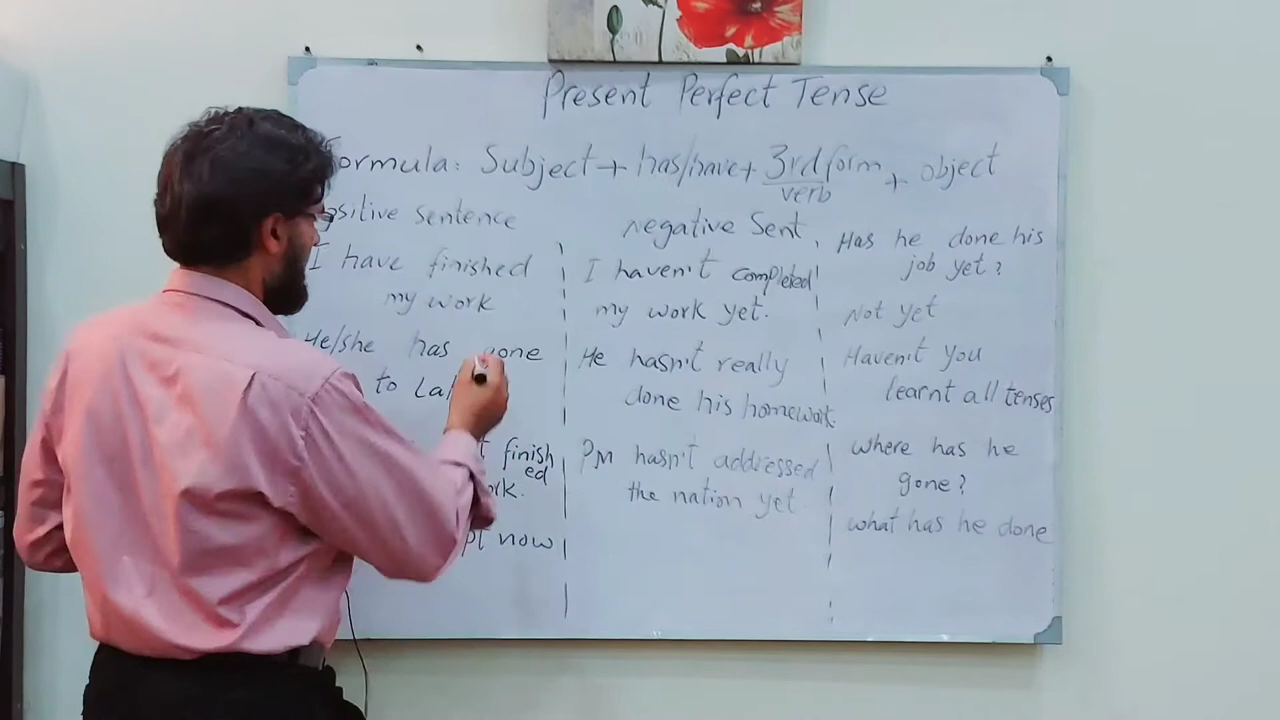 Present Perfect Tense
Formula: Subject + has/have + 3rd form verb + object
Positive sentence
I have finished
my work
He/she has gone
to
finish
ed
now
negative Sent,
I haven't completed
my work yet.
He hasn't really
done his homework.
PM hasn't addressed
the nation yet
Has he done his
job yet?
Not yet
Haven't you
learnt all tenses
where has he
gone?
what has he done